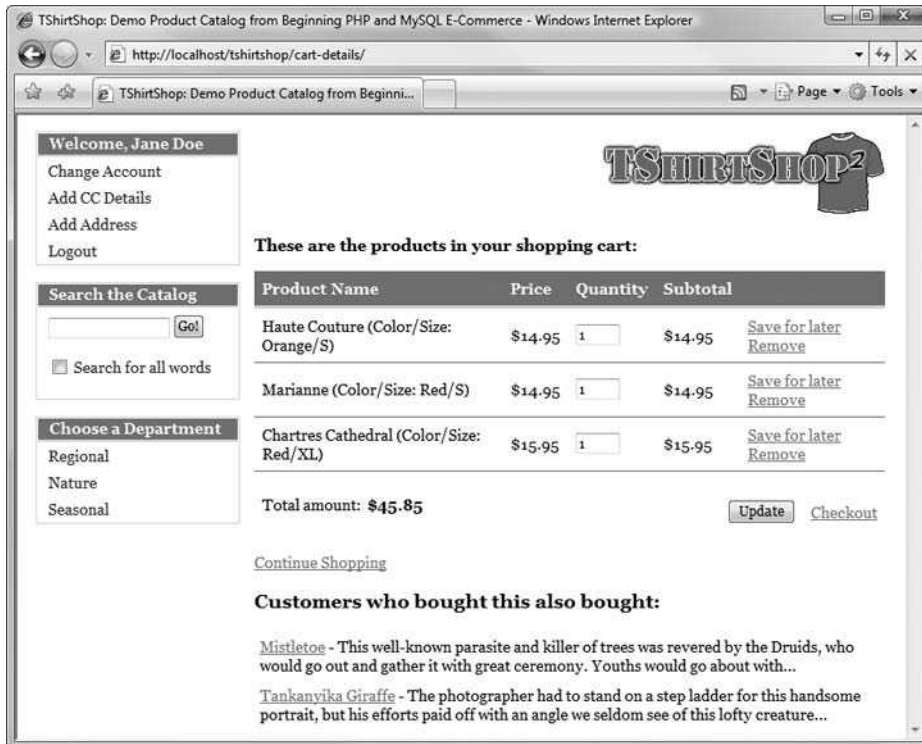 TShirtShop: Demo Product Catalog from Beginning PHP and MySQL E-Commerce - Windows Internet Explorer
http://localhost/tshirtshop/cart-details/
TShirtShop: Demo Product Catalog from Beginni...
Page
Tools
Welcome, Jane Doe
Change Account
Add CC Details
Add Address
Logout
Search the Catalog
Go!
Search for all words
Choose a Department
Regional
Nature
Seasonal
TSHIRTSHOP²
These are the products in your shopping cart:
Product Name Price Quantity Subtotal
Haute Couture (Color/Size:
Orange/S)
$14.95 1 $14.95
Save for later
Remove
Marianne (Color/Size: Red/S) $14.95 1 $14.95
Save for later
Remove
Chartres Cathedral (Color/Size:
Red/XL)
$15.95 1 $15.95
Save for later
Remove
Total amount: $45.85
Update
Checkout
Continue Shopping
Customers who bought this also bought:
Mistletoe - This well-known parasite and killer of trees was revered by the Druids, who
would go out and gather it with great ceremony. Youths would go about with...
Tankanyika Giraffe - The photographer had to stand on a step ladder for this handsome
portrait, but his efforts paid off with an angle we seldom see of this lofty creature...